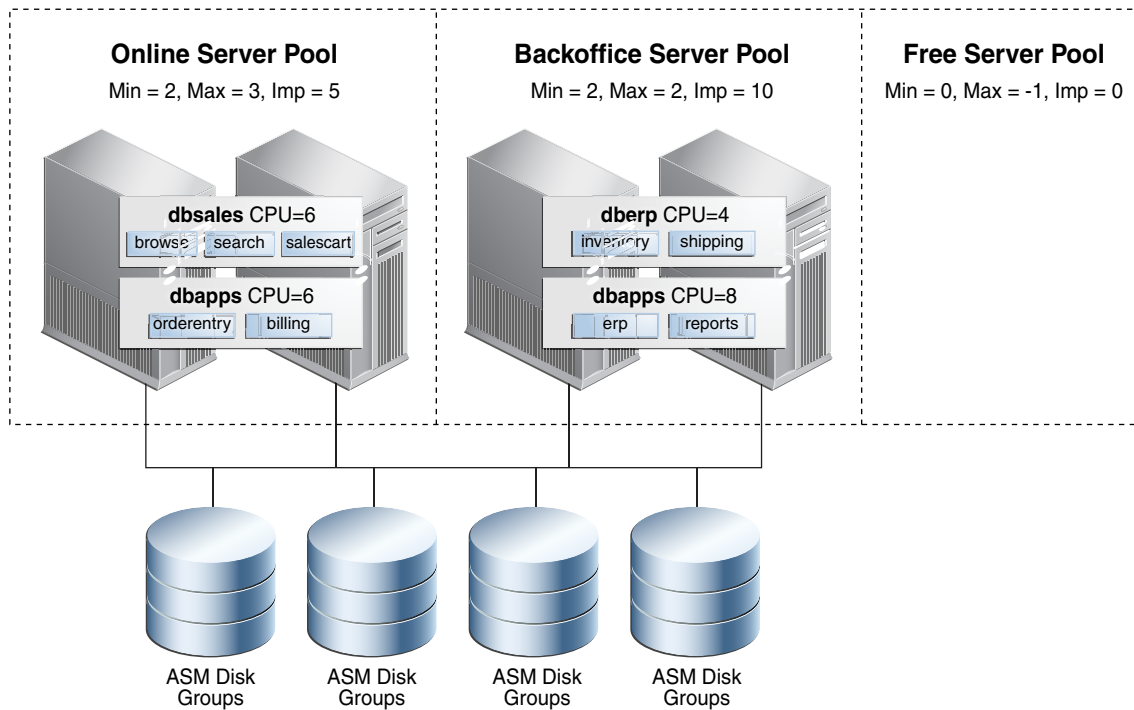 Online Server Pool
Min = 2, Max = 3, Imp = 5
dbsales CPU=6
browse
search
salescart
dbapps CPU=6
orderentry
billing
Backoffice Server Pool
Min = 2, Max = 2, Imp = 10
dberp CPU=4
inventory
shipping
dbapps CPU=8
erp
reports
Free Server Pool
Min = 0, Max = -1, Imp = 0
ASM Disk
Groups
ASM Disk
Groups
ASM Disk
Groups
ASM Disk
Groups